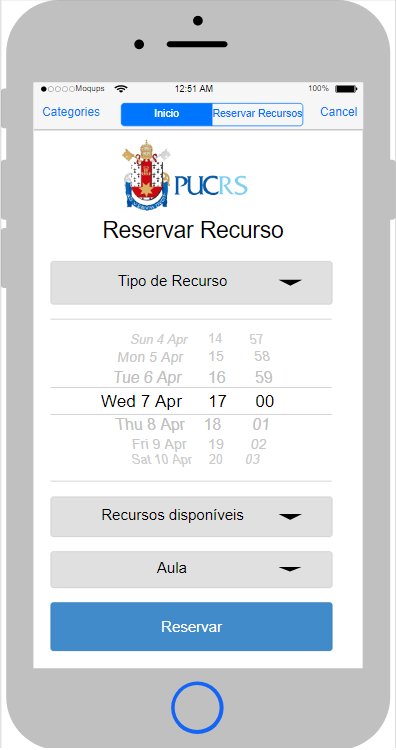 Moqups 12:51 AM 100%
Categories Inicio Reservar Recursos Cancel
PUCRS
Reservar Recurso
Tipo de Recurso
Sun 4 Apr 14 57
Mon 5 Apr 15 58
Tue 6 Apr 16 59
Wed 7 Apr 17 00
Thu 8 Apr 18 01
Fri 9 Apr 19 02
Sat 10 Apr 20 03
Recursos disponíveis
Aula
Reservar